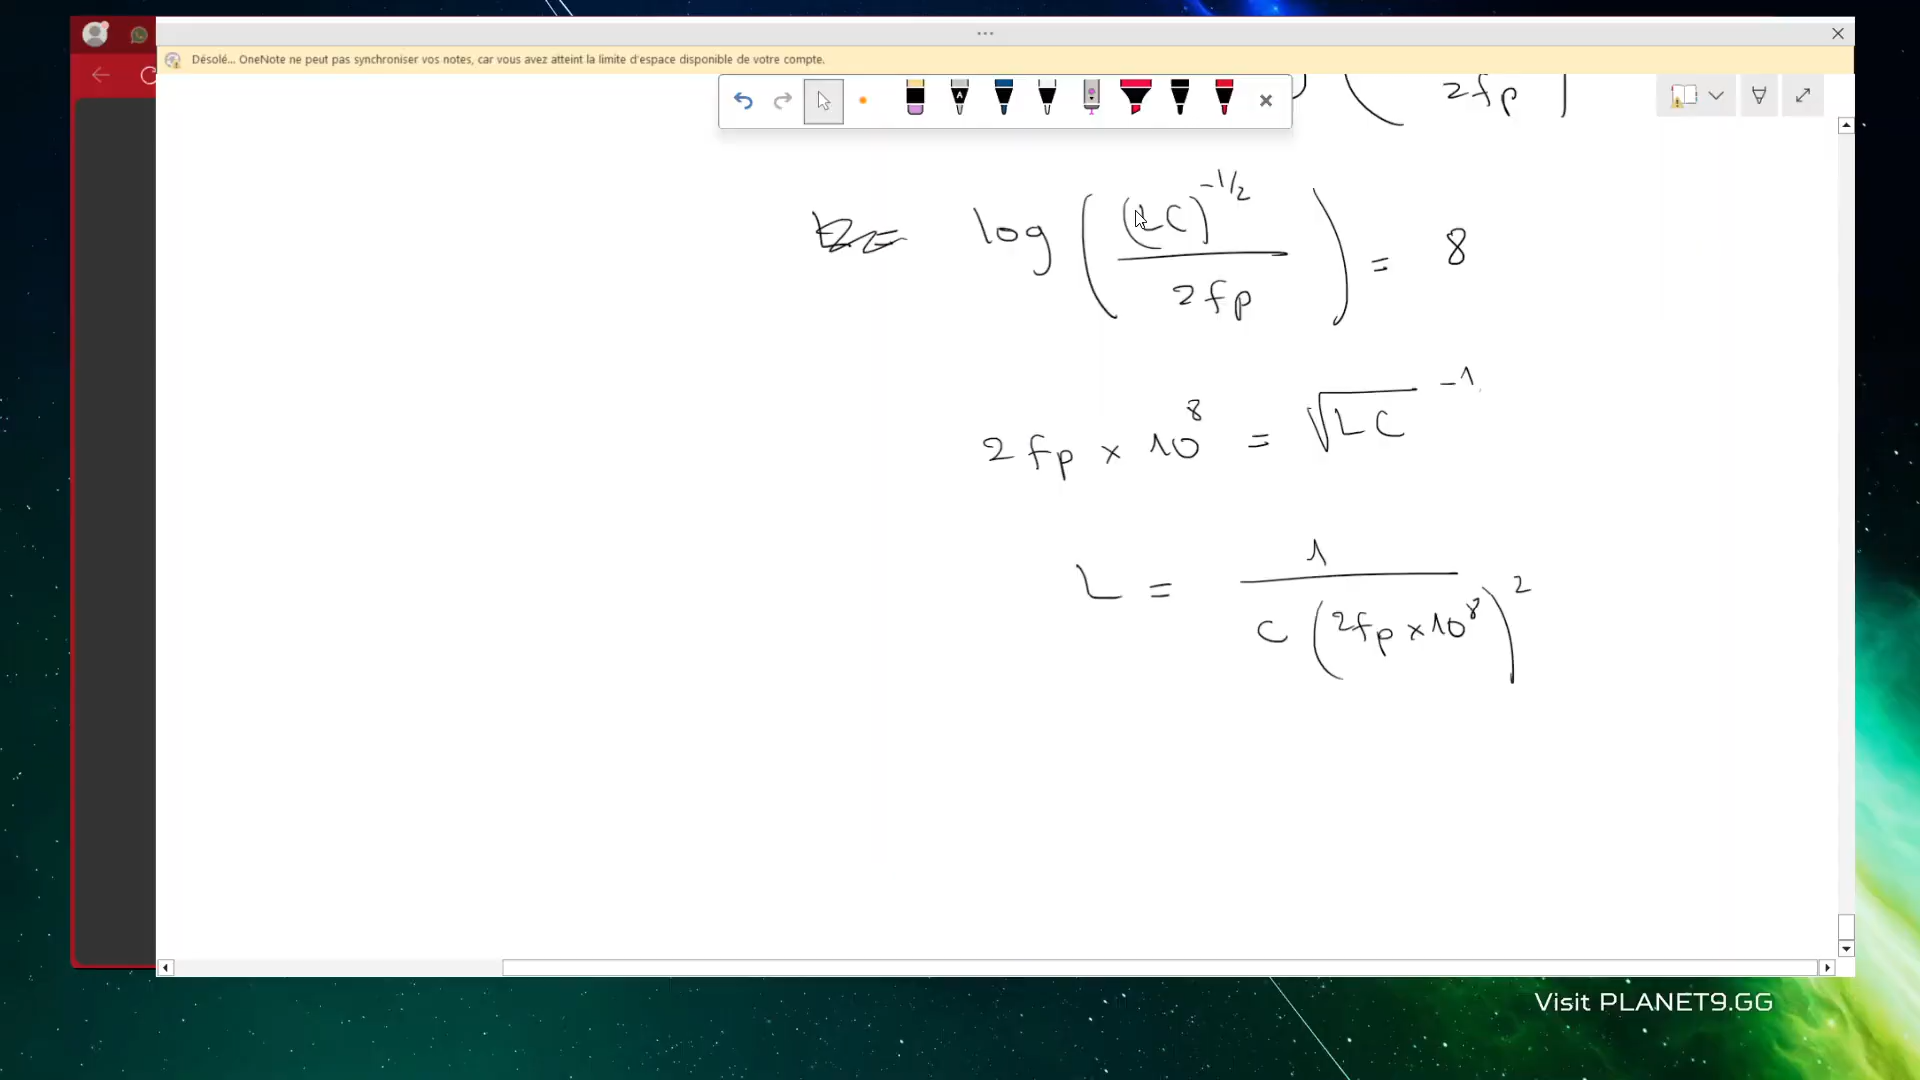 Désolé... OneNote ne peut pas synchroniser vos notes, car vous avez atteint la limite d'espace disponible de votre compte.
2fp
log ( (LC)^-1/2 / 2fp ) = 8
2fp × 10^8 = √LC ^-1
L = 1 / C (2fp × 10^8)^2
Visit PLANET9.GG